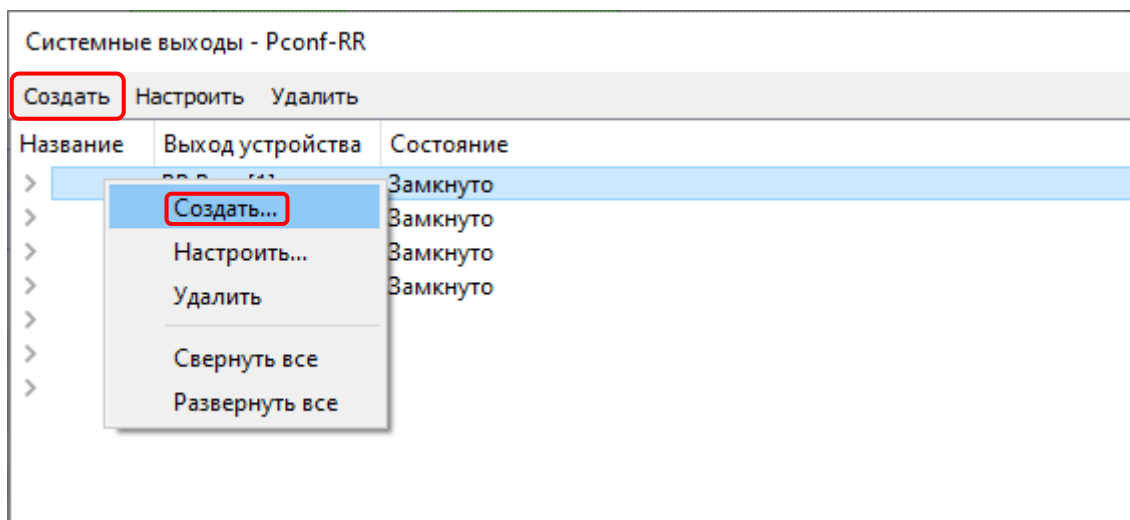 Системные выходы - Pconf-RR
Создать Настроить Удалить
Название Выход устройства Состояние
Замкнуто
Создать...
Замкнуто
Настроить...
Замкнуто
Удалить
Замкнуто
Свернуть все
Развернуть все